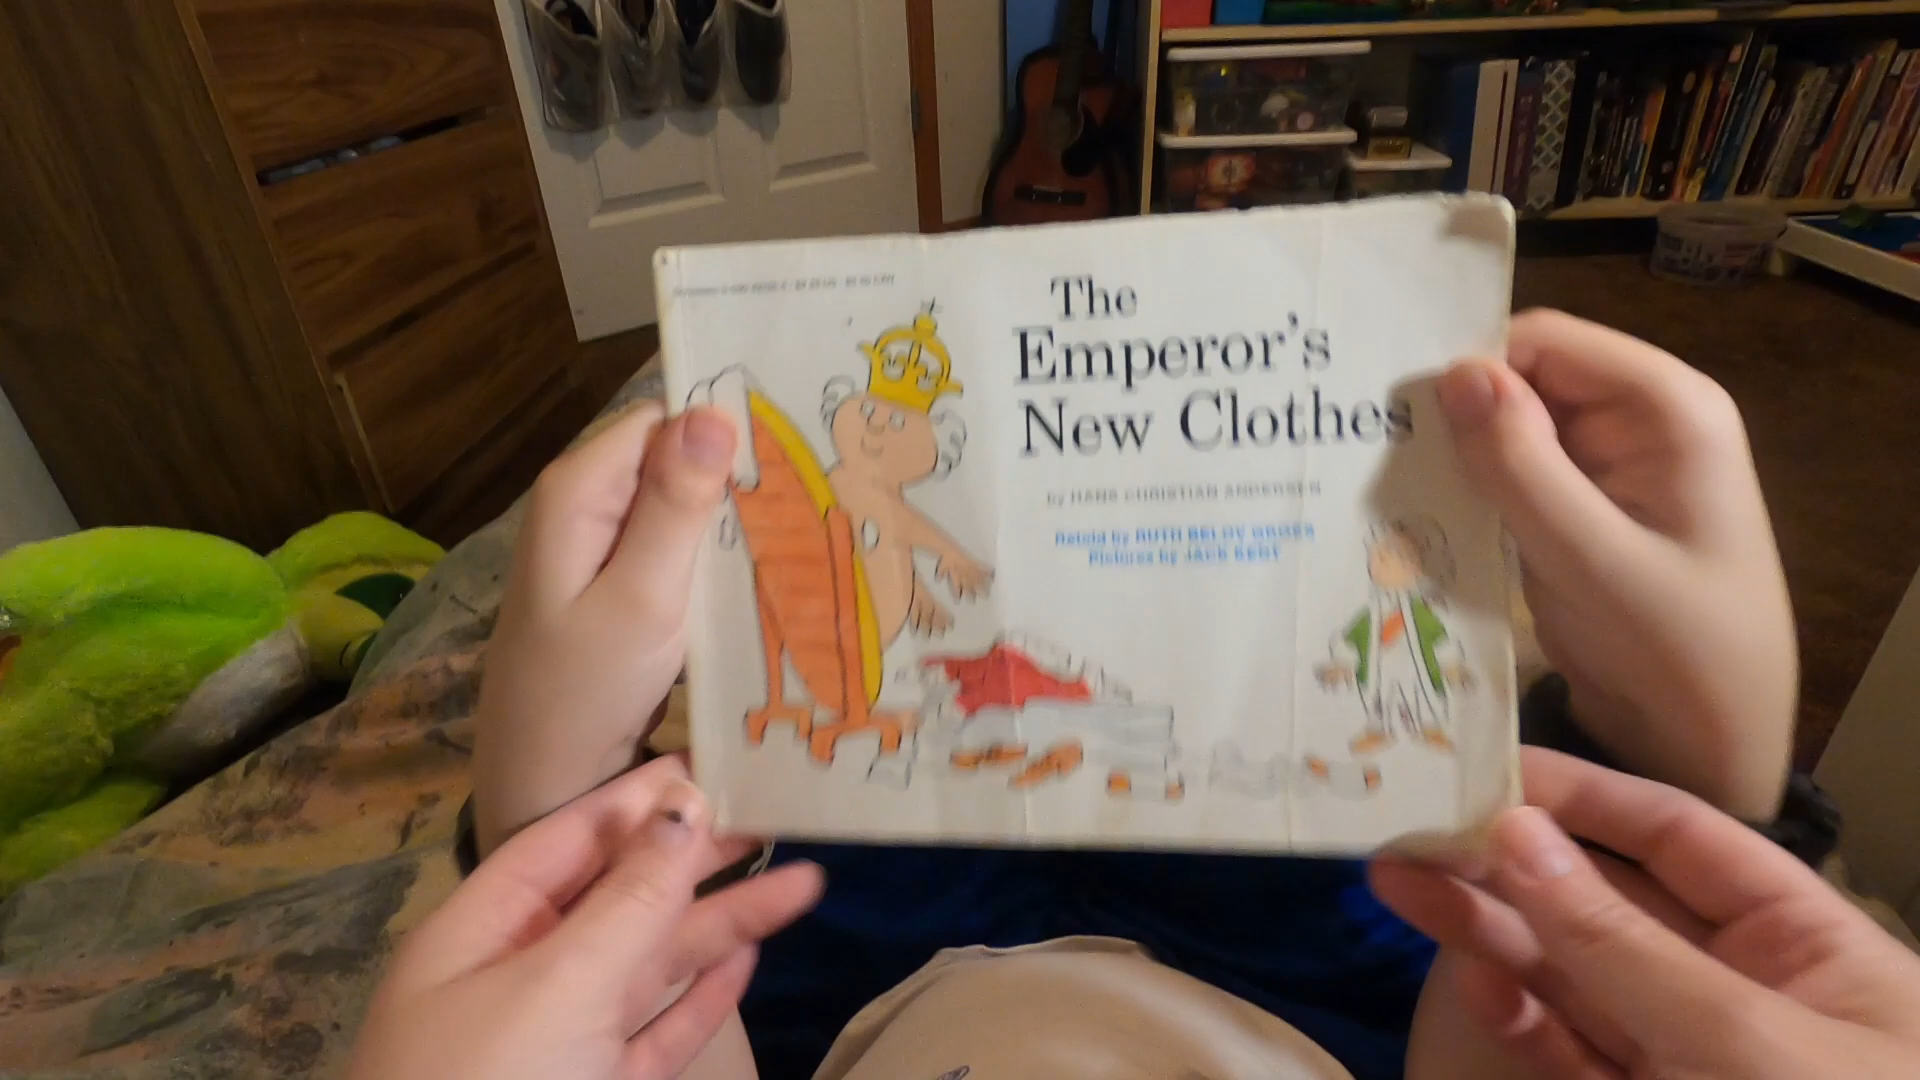 The
Emperor's
New Clothes
by HANS CHRISTIAN ANDERSEN
Retold by RUTH BELOV GROSS
Pictures by JACK KENT